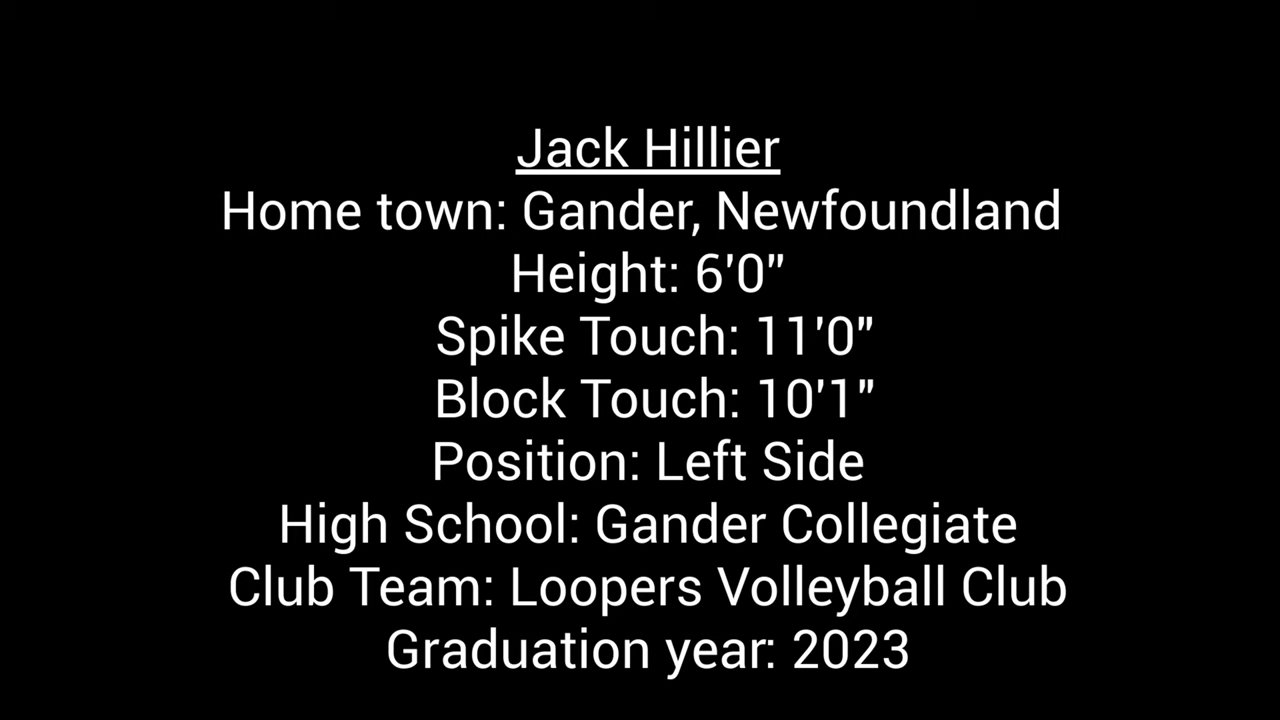 Jack Hillier
Home town: Gander, Newfoundland
Height: 6'0"
Spike Touch: 11'0"
Block Touch: 10'1"
Position: Left Side
High School: Gander Collegiate
Club Team: Loopers Volleyball Club
Graduation year: 2023